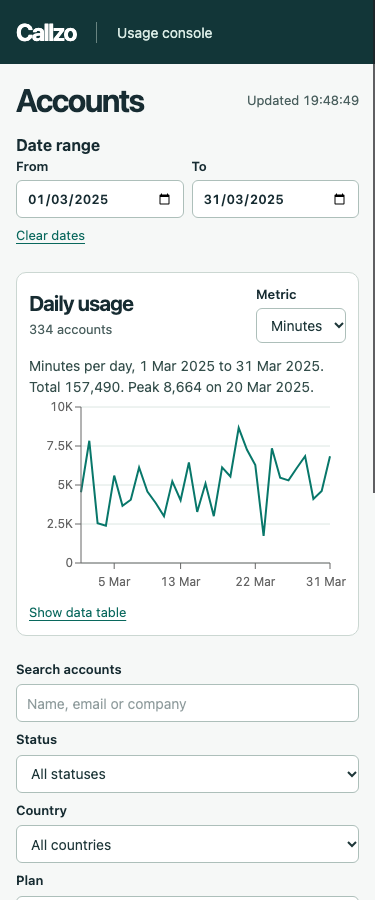 Callzo
Usage console
Accounts
Updated 19:48:49
Date range
From
To
01/03/2025
31/03/2025
Clear dates
Daily usage
334 accounts
Metric
Minutes
Minutes per day, 1 Mar 2025 to 31 Mar 2025.
Total 157,490. Peak 8,664 on 20 Mar 2025.
10K
7.5K
5K
2.5K
0
5 Mar
13 Mar
22 Mar
31 Mar
Show data table
Search accounts
Name, email or company
Status
All statuses
Country
All countries
Plan